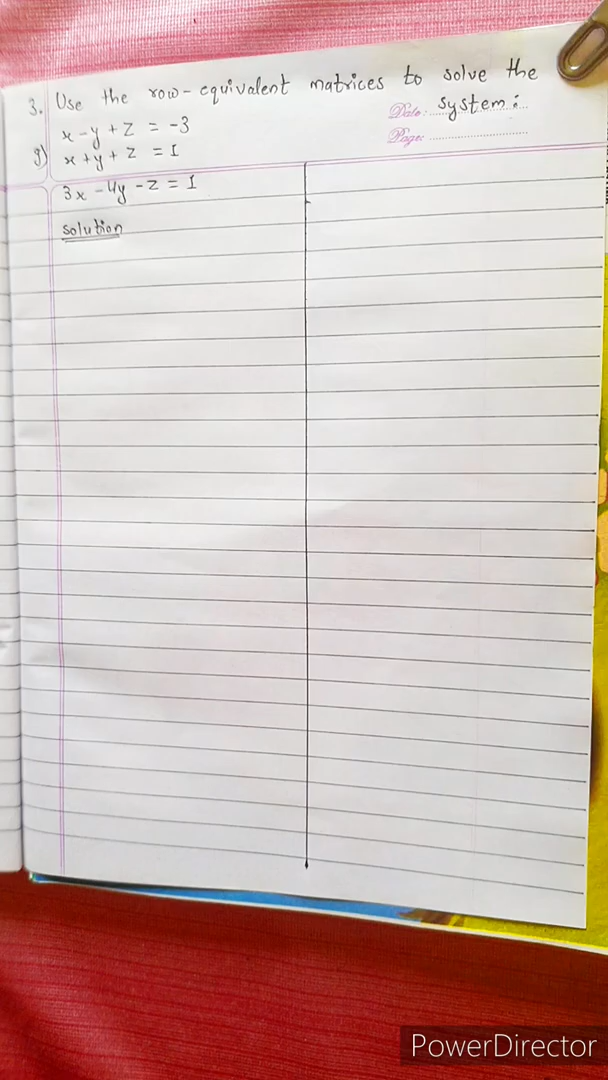 3. Use the row-equivalent matrices to solve the
Date: system:
Page:
g) x - y + z = -3
x + y + z = 1
3x - 4y - z = 1
solution
PowerDirector